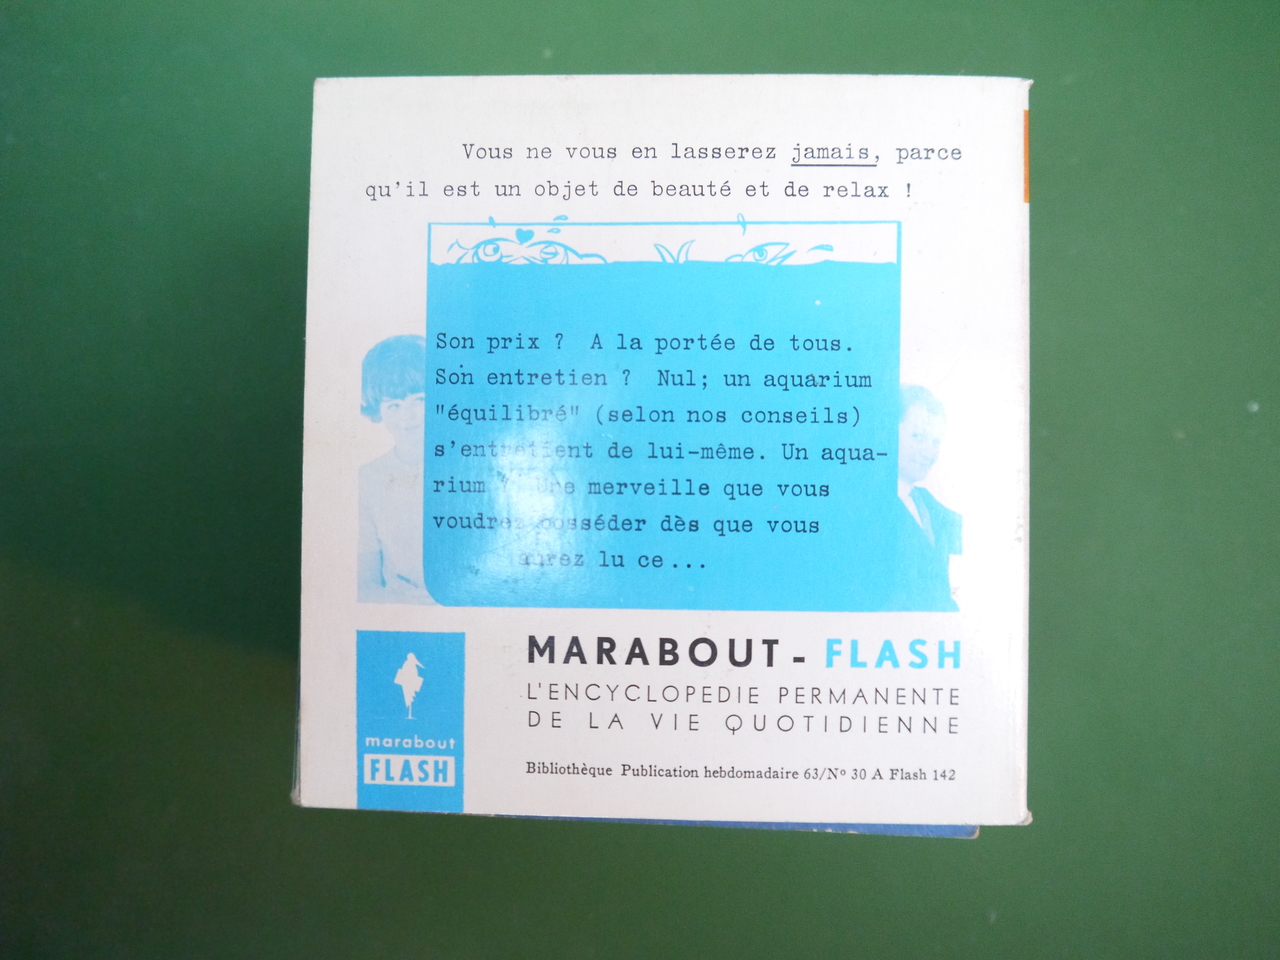 Vous ne vous en lasserez jamais, parce
qu'il est un objet de beauté et de relax !
Son prix ? A la portée de tous.
Son entretien ? Nul; un aquarium
"équilibré" (selon nos conseils)
s'entretient de lui-même. Un aqua-
rium ? Une merveille que vous
voudrez posséder dès que vous
aurez lu ce...
MARABOUT - FLASH
L'ENCYCLOPEDIE PERMANENTE
DE LA VIE QUOTIDIENNE
marabout
FLASH
Bibliothèque Publication hebdomadaire 63/Nº 30 A Flash 142